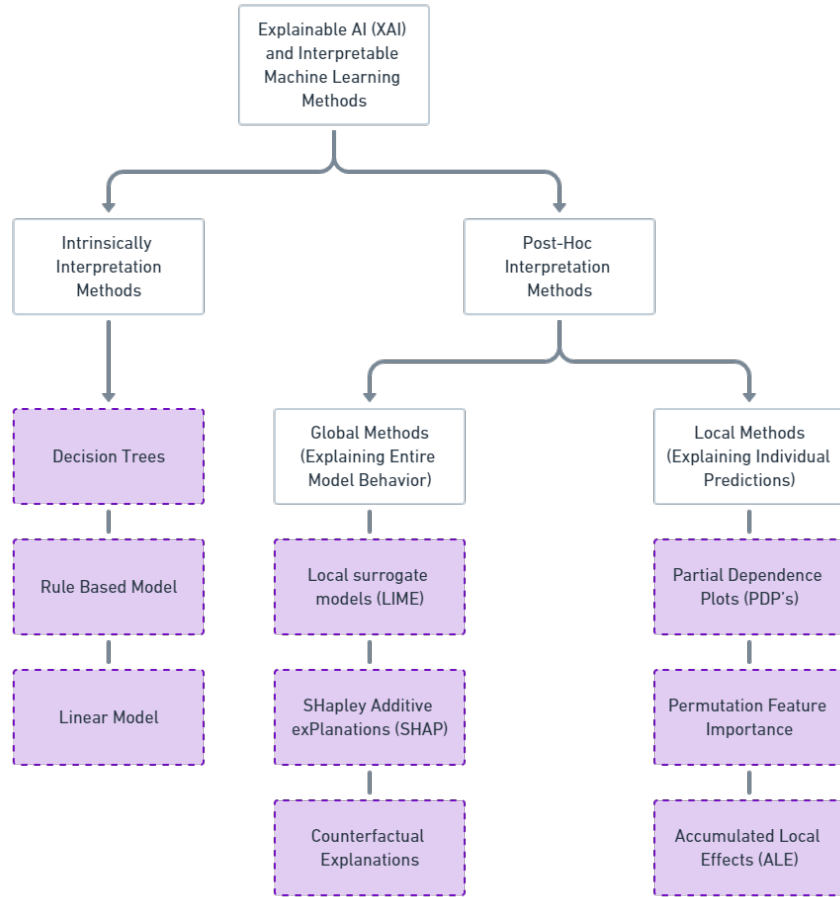 Explainable AI (XAI)
and Interpretable
Machine Learning
Methods
Intrinsically
Interpretation
Methods
Post-Hoc
Interpretation
Methods
Decision Trees
Rule Based Model
Linear Model
Global Methods
(Explaining Entire
Model Behavior)
Local surrogate
models (LIME)
SHapley Additive
exPlanations (SHAP)
Counterfactual
Explanations
Local Methods
(Explaining Individual
Predictions)
Partial Dependence
Plots (PDP's)
Permutation Feature
Importance
Accumulated Local
Effects (ALE)